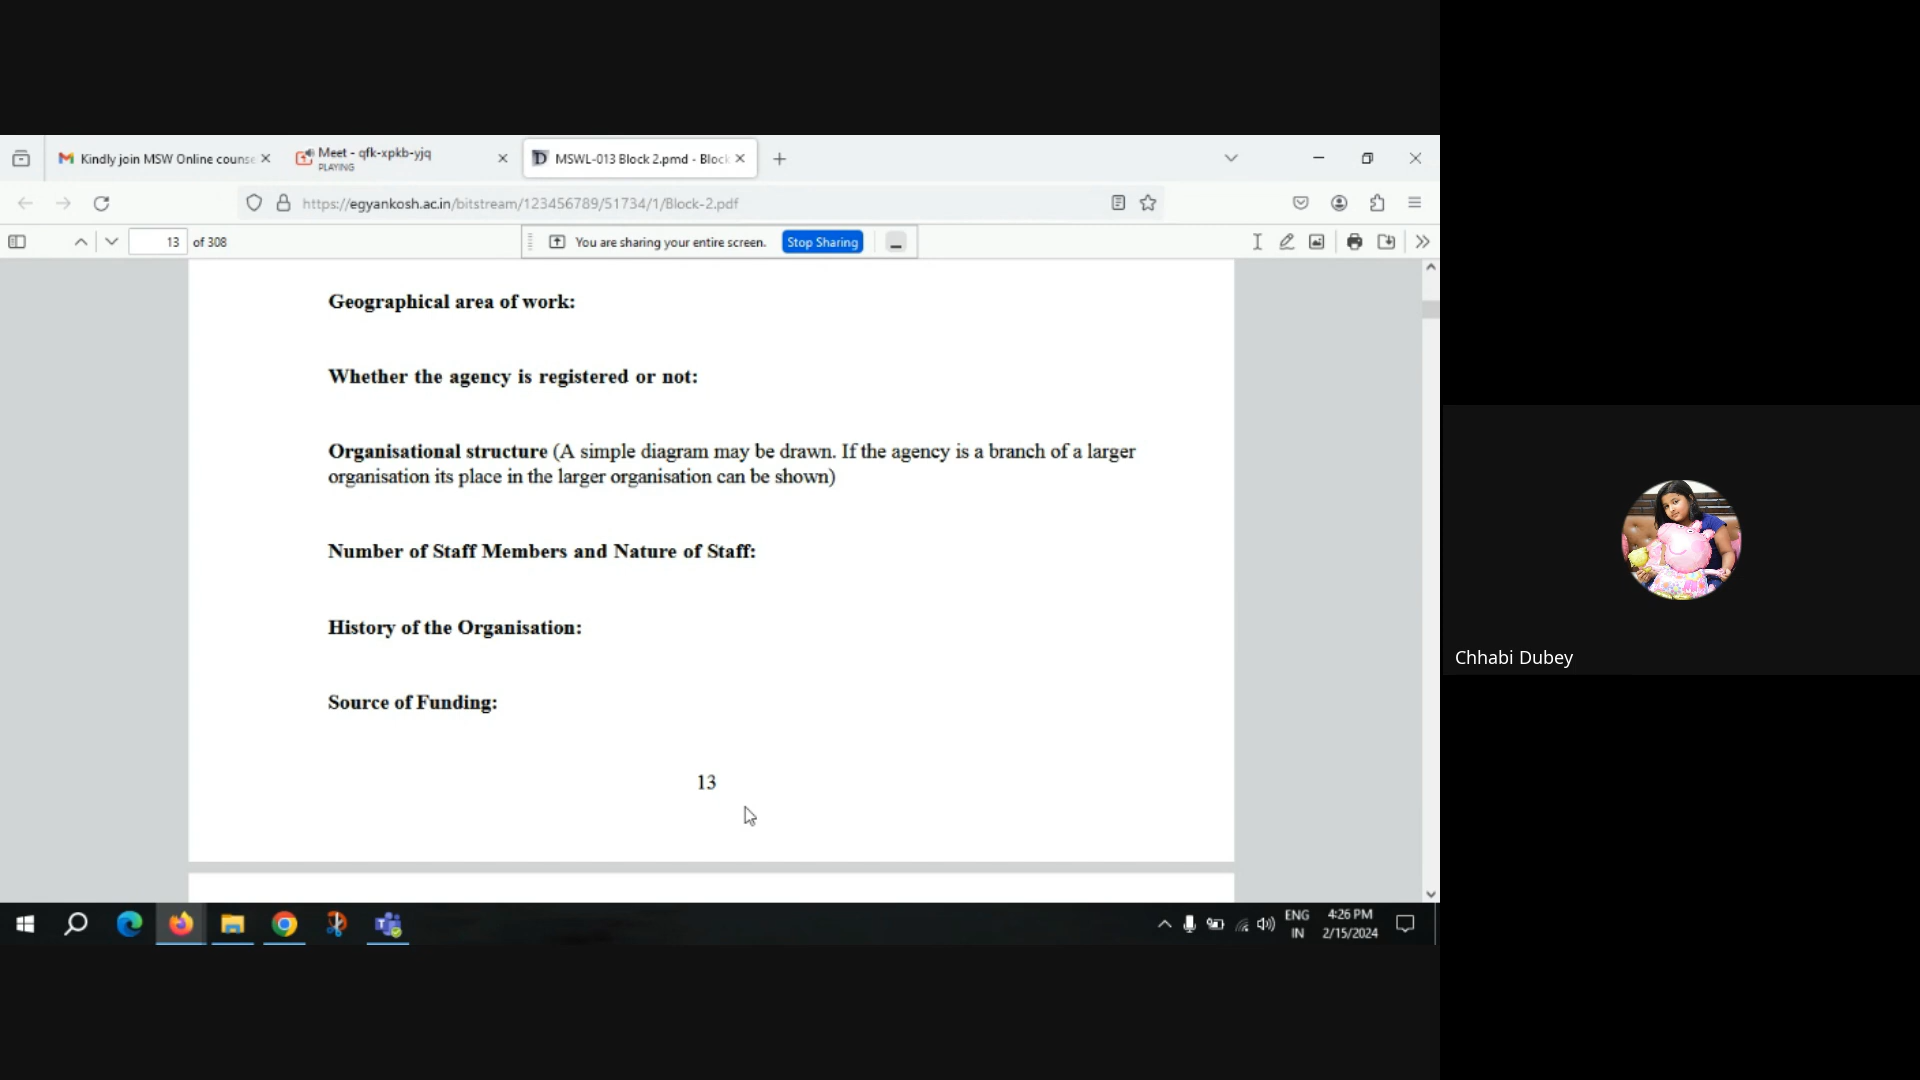 Kindly join MSW Online counse
Meet - qfk-xpkb-yjq
PLAYING
MSWL-013 Block 2.pmd - Block
https://egyankosh.ac.in/bitstream/123456789/51734/1/Block-2.pdf
13 of 308
You are sharing your entire screen. Stop Sharing
Geographical area of work:
Whether the agency is registered or not:
Organisational structure (A simple diagram may be drawn. If the agency is a branch of a larger
organisation its place in the larger organisation can be shown)
Number of Staff Members and Nature of Staff:
History of the Organisation:
Source of Funding:
13
Chhabi Dubey
ENG
IN
4:26 PM
2/15/2024